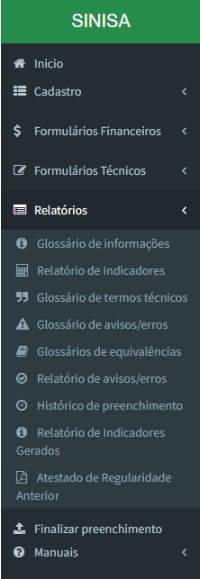 SINISA
Inicio
Cadastro
Formulários Financeiros
Formulários Técnicos
Relatórios
Glossário de informações
Relatório de Indicadores
Glossário de termos técnicos
Glossário de avisos/erros
Glossários de equivalências
Relatório de avisos/erros
Histórico de preenchimento
Relatório de Indicadores
Gerados
Atestado de Regularidade
Anterior
Finalizar preenchimento
Manuais